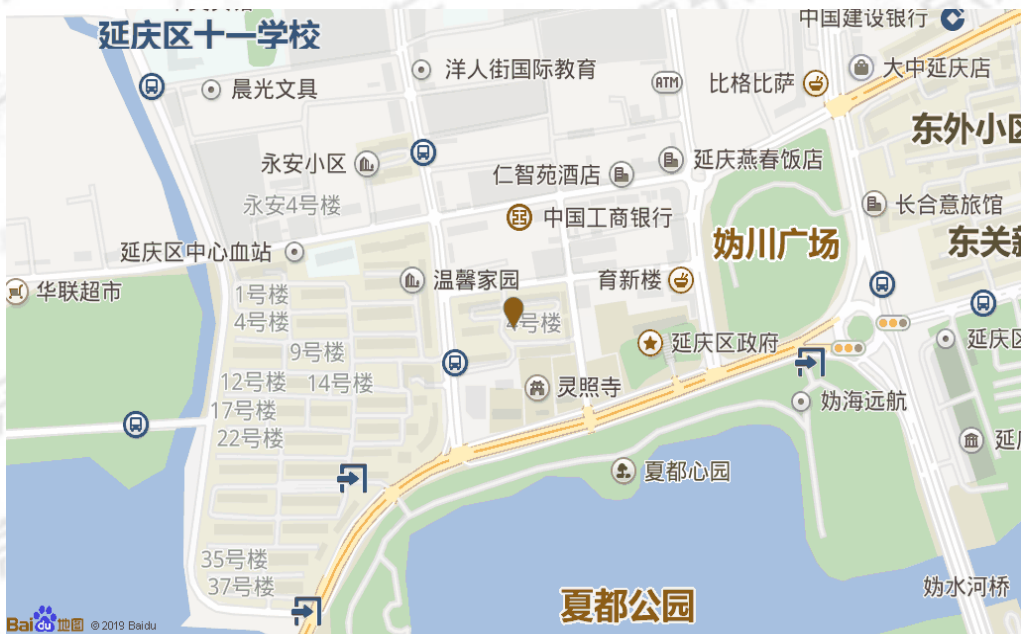 中国建设银行
延庆区十一学校
洋人街国际教育
大中延庆店
ATM
比格比萨
晨光文具
东外小区
永安小区
仁智苑酒店
延庆燕春饭店
永安4号楼
长合意旅馆
中国工商银行
延庆区中心血站
妫川广场
东关新
温馨家园
育新楼
华联超市
1号楼
4号楼
4号楼
9号楼
延庆区政府
延庆区
12号楼
14号楼
灵照寺
17号楼
妫海远航
22号楼
延
夏都心园
35号楼
37号楼
妫水河桥
夏都公园
Bai du 地图 © 2019 Baidu